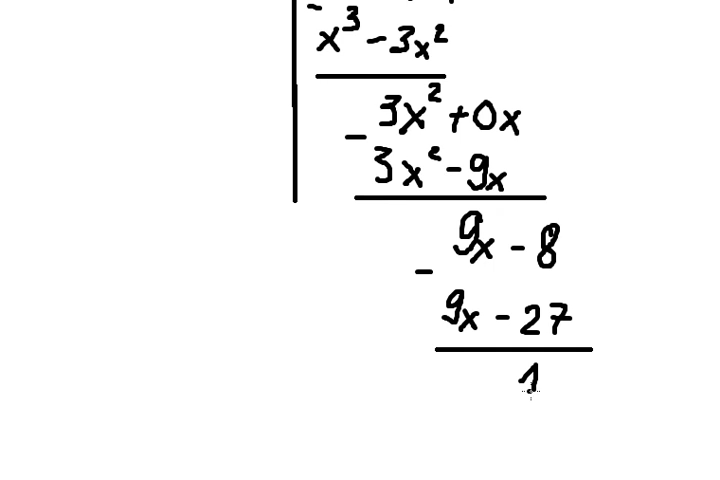 - x³ - 3x²
3x² + 0x
-
3x² - 9x
9x - 8
-
9x - 27
1